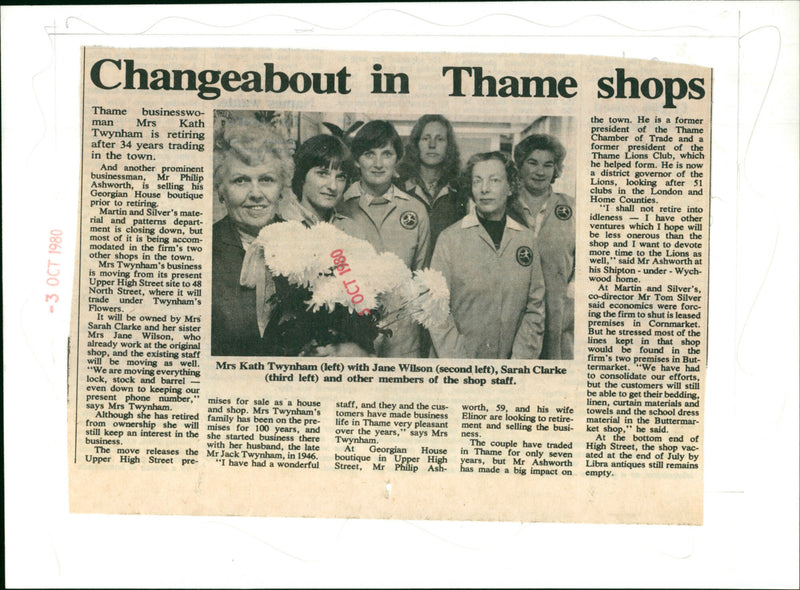 Changeabout in Thame shops
Thame businesswo-
man Mrs Kath
Twynham is retiring
after 34 years trading
in the town.
And another prominent
businessman, Mr Philip
Ashworth, is selling his
Georgian House boutique
prior to retiring.
Martin and Silver's mate-
rial and patterns depart-
ment is closing down, but
most of it is being accom-
modated in the firm's two
other shops in the town.
Mrs Twynham's business
is moving from its present
Upper High Street site to 48
North Street, where it will
trade under Twynham's
Flowers.
It will be owned by Mrs
Sarah Clarke and her sister
Mrs Jane Wilson, who
already work at the original
shop, and the existing staff
will be moving as well.
"We are moving everything
lock, stock and barrel —
even down to keeping our
present phone number,"
says Mrs Twynham.
Although she has retired
from ownership she will
still keep an interest in the
business.
The move releases the
Upper High Street pre-
Mrs Kath Twynham (left) with Jane Wilson (second left), Sarah Clarke
(third left) and other members of the shop staff.
mises for sale as a house
and shop. Mrs Twynham's
family has been on the pre-
mises for 100 years, and
she started business there
with her husband, the late
Mr Jack Twynham, in 1946.
"I have had a wonderful
staff, and they and the cus-
tomers have made business
life in Thame very pleasant
over the years," says Mrs
Twynham.
At Georgian House
boutique in Upper High
Street, Mr Philip Ash-
worth, 59, and his wife
Elinor are looking to retire-
ment and selling the busi-
ness.
The couple have traded
in Thame for only seven
years, but Mr Ashworth
has made a big impact on
the town. He is a former
president of the Thame
Chamber of Trade and a
former president of the
Thame Lions Club, which
he helped form. He is now
a district governor of the
Lions, looking after 51
clubs in the London and
Home Counties.
"I shall not retire into
idleness — I have other
ventures which I hope will
be less onerous than the
shop and I want to devote
more time to the Lions as
well," said Mr Ashworth at
his Shipton - under - Wych-
wood home.
At Martin and Silver,
co-director Mr Tom Silver
said economics were forc-
ing the firm to shut is leased
premises in Cornmarket.
But he stressed most of the
lines kept in that shop
would be found in the
firm's two premises in But-
termarket. "We have had
to consolidate our efforts,
but the customers will still
be able to get their bedding,
linen, curtain materials and
towels and the school dress
material in the Buttermar-
ket shop," he said.
At the bottom end of
High Street, the shop vac-
ated at the end of July by
Libra antiques still remains
empty.
-3 OCT 1980
3 OCT 1980